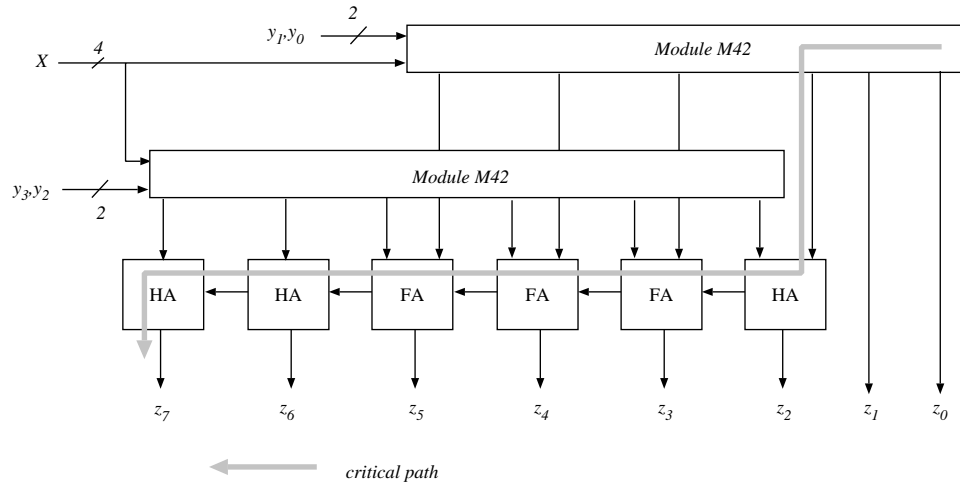 2
y1,y0
Module M42
4
X
Module M42
y3,y2
2
HA HA FA FA FA HA
z7 z6 z5 z4 z3 z2 z1 z0
critical path